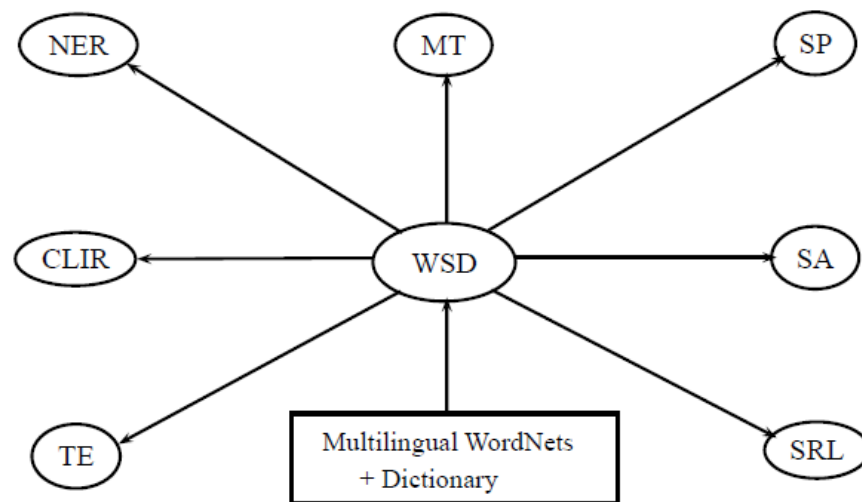 NER
MT
SP
CLIR
WSD
SA
TE
Multilingual WordNets
+ Dictionary
SRL